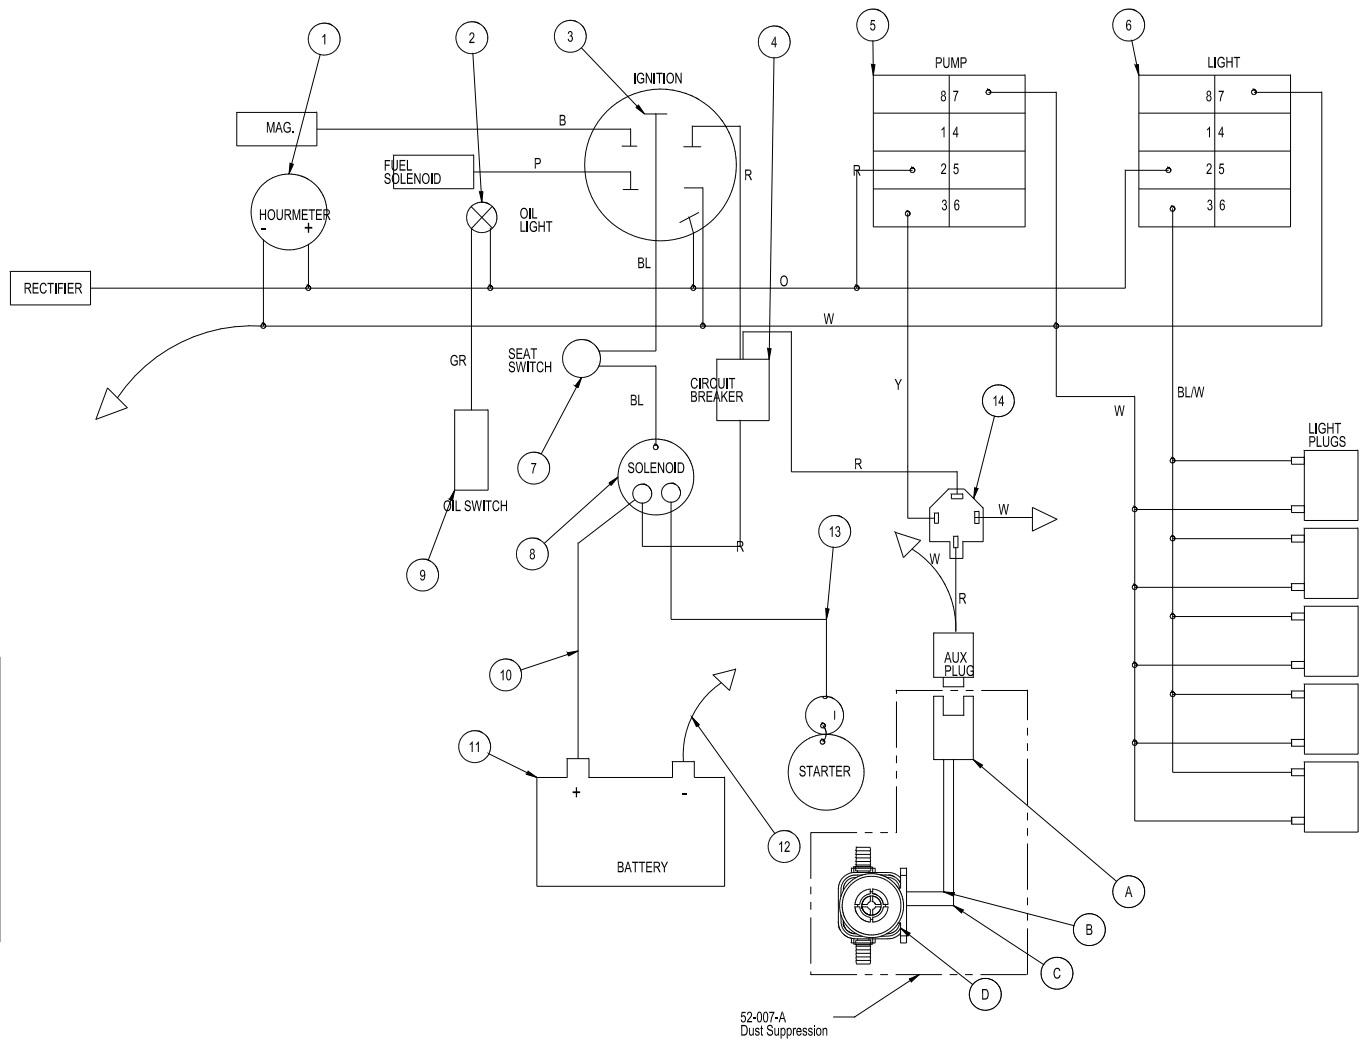 1
2
3
4
5
6
IGNITION
PUMP
LIGHT
MAG.
B
8 7
8 7
1 4
1 4
FUEL
SOLENOID
P
R
R
2 5
2 5
3 6
3 6
HOURMETER
- +
OIL
LIGHT
BL
RECTIFIER
O
W
GR
SEAT
SWITCH
CIRCUIT
BREAKER
Y
BL/W
BL
W
14
LIGHT
PLUGS
7
SOLENOID
R
OIL SWITCH
W
8
R
13
9
W
R
10
AUX
PLUG
11
I
STARTER
+ -
12
BATTERY
A
B
C
D
52-007-A
Dust Suppression